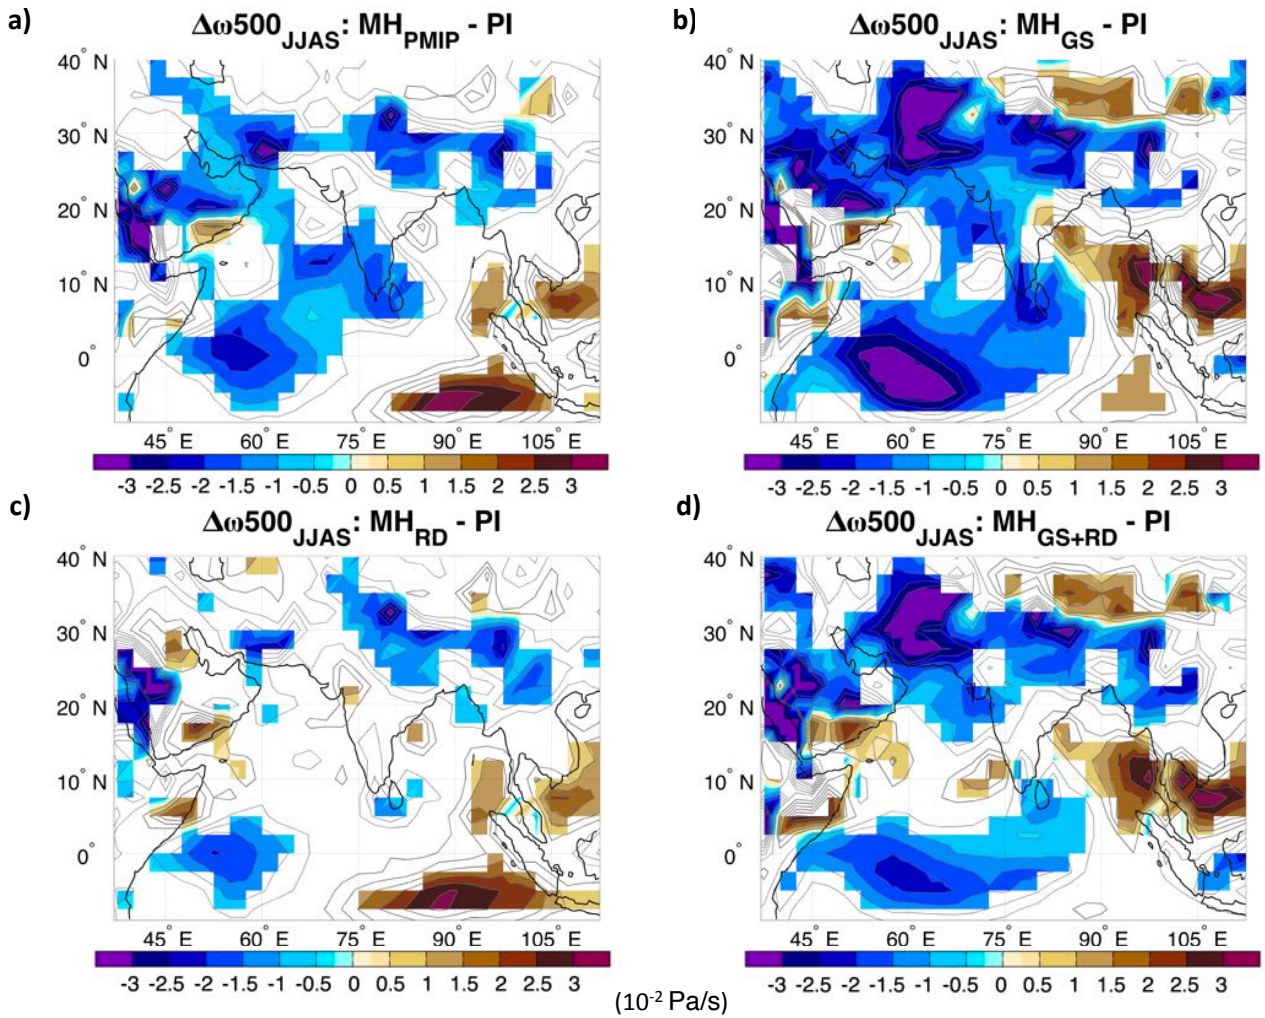 a)
Δω500JJAS: MHPMIP - PI
40° N
30° N
20° N
10° N
0°
45° E 60° E 75° E 90° E 105° E
-3 -2.5 -2 -1.5 -1 -0.5 0 0.5 1 1.5 2 2.5 3
b)
Δω500JJAS: MHGS - PI
40° N
30° N
20° N
10° N
0°
45° E 60° E 75° E 90° E 105° E
-3 -2.5 -2 -1.5 -1 -0.5 0 0.5 1 1.5 2 2.5 3
c)
Δω500JJAS: MHRD - PI
40° N
30° N
20° N
10° N
0°
45° E 60° E 75° E 90° E 105° E
-3 -2.5 -2 -1.5 -1 -0.5 0 0.5 1 1.5 2 2.5 3
d)
Δω500JJAS: MHGS+RD - PI
40° N
30° N
20° N
10° N
0°
45° E 60° E 75° E 90° E 105° E
-3 -2.5 -2 -1.5 -1 -0.5 0 0.5 1 1.5 2 2.5 3
(10-2 Pa/s)